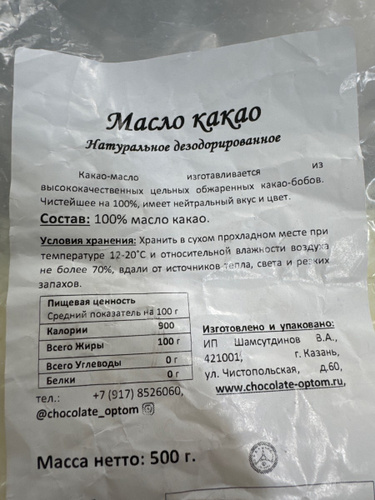 Масло какао
Натуральное дезодорированное
Какао-масло изготавливается из
высококачественных цельных обжаренных какао-бобов.
Чистейшее на 100%, имеет нейтральный вкус и цвет.
Состав: 100% масло какао.
Условия хранения: Хранить в сухом прохладном месте при
температуре 12-20°С и относительной влажности воздуха
не более 70%, вдали от источников тепла, света и резких
запахов.
Пищевая ценность
Средний показатель на 100 г
Калории 900
Всего Жиры 100 г
Всего Углеводы 0 г
Белки 0 г
Изготовлено и упаковано:
ИП Шамсутдинов В.А.,
421001, г. Казань,
ул. Чистопольская, д.60,
www.chocolate-optom.ru,
тел.: +7 (917) 8526060,
@chocolate_optom
Масса нетто: 500 г.